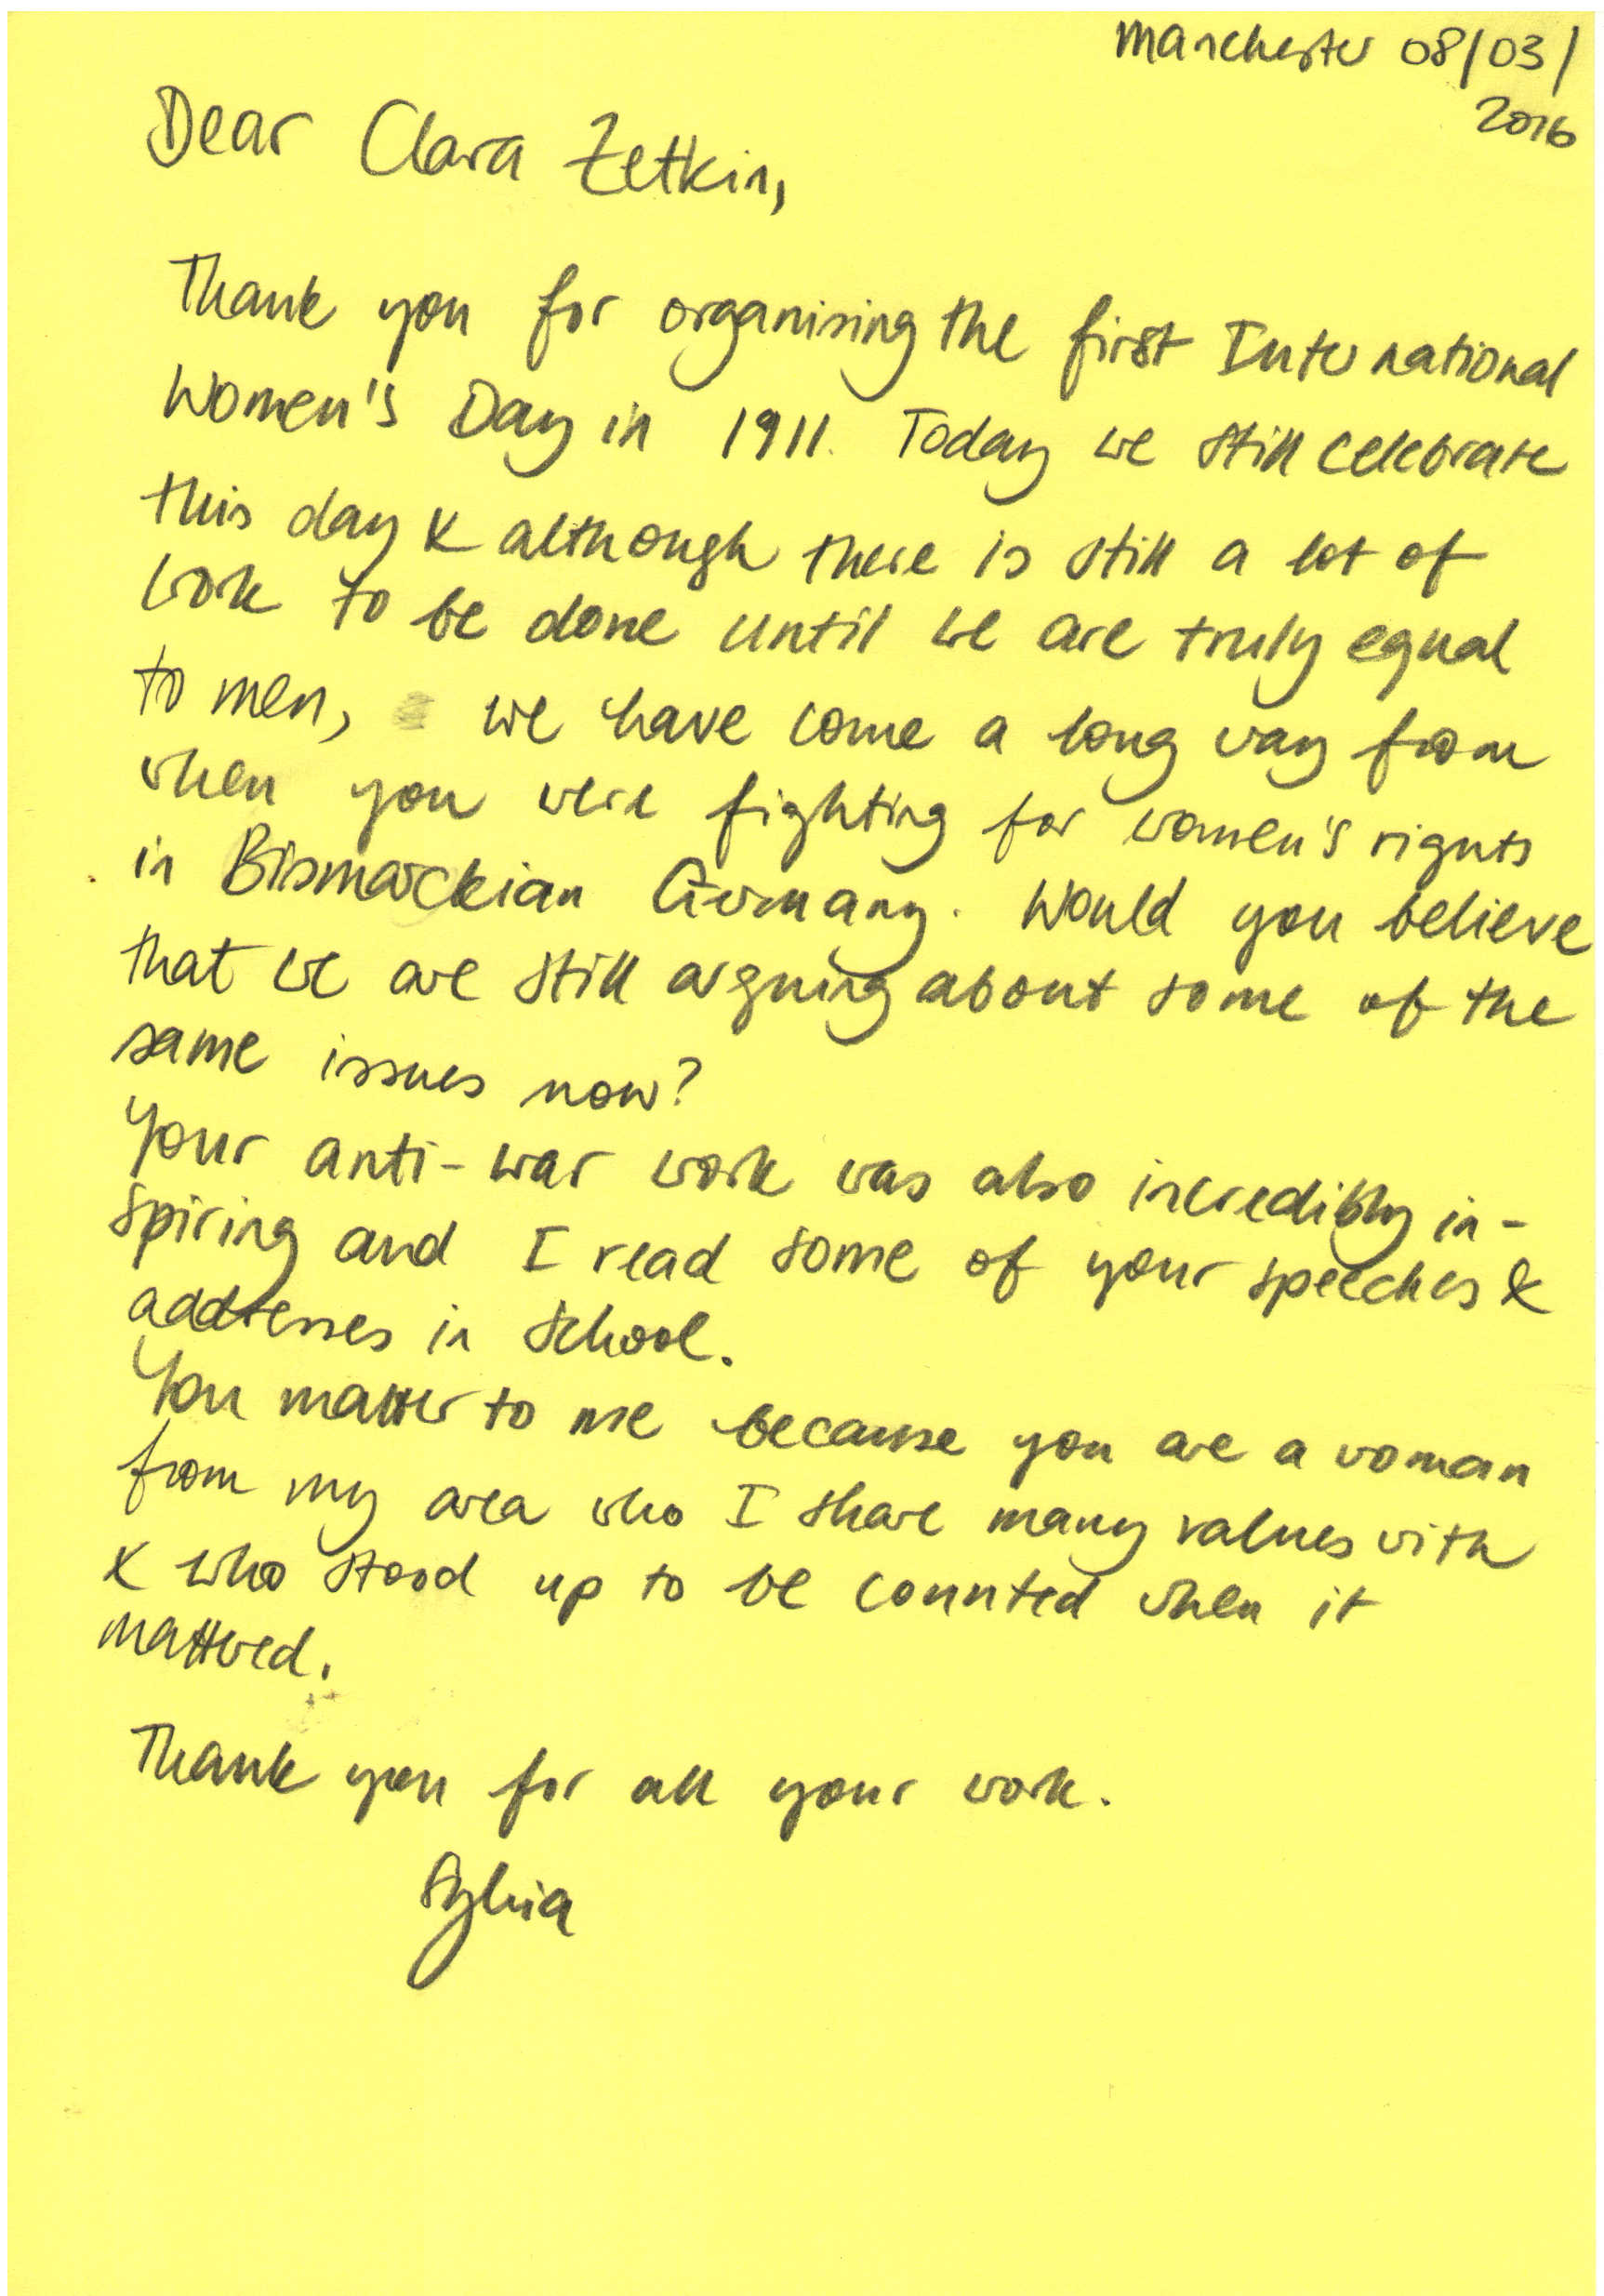 Manchester 08/03/
2016
Dear Clara Zetkin,
Thank you for organising the first International
Women's Day in 1911. Today we still celebrate
this day & although there is still a lot of
work to be done until we are truly equal
to men, we have come a long way from
when you were fighting for women's rights
in Bismarckian Germany. Would you believe
that we are still arguing about some of the
same issues now?
Your anti-war work was also incredibly in-
spiring and I read some of your speeches &
addresses in school.
You matter to me because you are a woman
from my area who I share many values with
& who stood up to be counted when it
mattered.
Thank you for all your work.
Sylvia